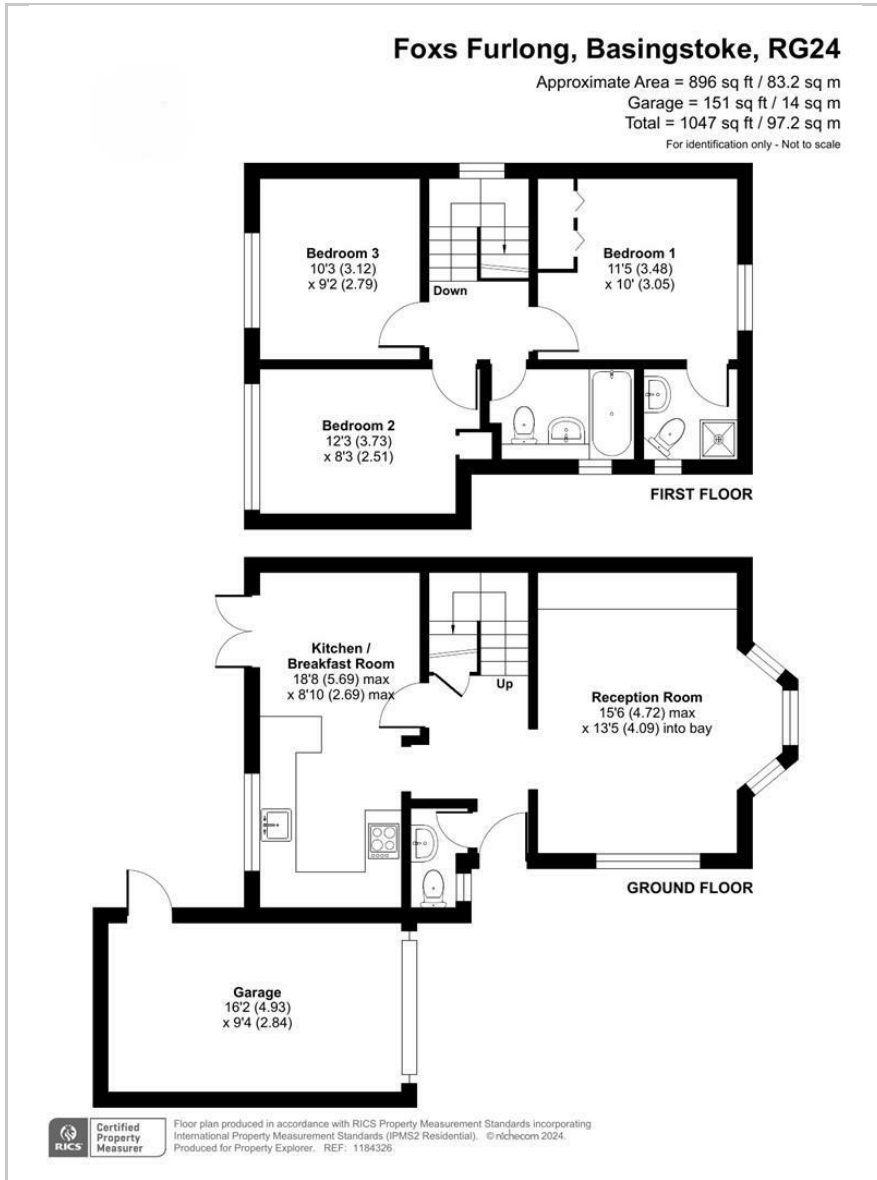 Foxs Furlong, Basingstoke, RG24
Approximate Area = 896 sq ft / 83.2 sq m
Garage = 151 sq ft / 14 sq m
Total = 1047 sq ft / 97.2 sq m
For identification only - Not to scale
Bedroom 3
10'3 (3.12)
x 9'2 (2.79)
Down
Bedroom 1
11'5 (3.48)
x 10' (3.05)
Bedroom 2
12'3 (3.73)
x 8'3 (2.51)
FIRST FLOOR
Kitchen /
Breakfast Room
18'8 (5.69) max
x 8'10 (2.69) max
Up
Reception Room
15'6 (4.72) max
x 13'5 (4.09) into bay
GROUND FLOOR
Garage
16'2 (4.93)
x 9'4 (2.84)
RICS
Certified
Property
Measurer
Floor plan produced in accordance with RICS Property Measurement Standards incorporating
International Property Measurement Standards (IPMS2 Residential). © nichecom 2024.
Produced for Property Explorer. REF: 1184326